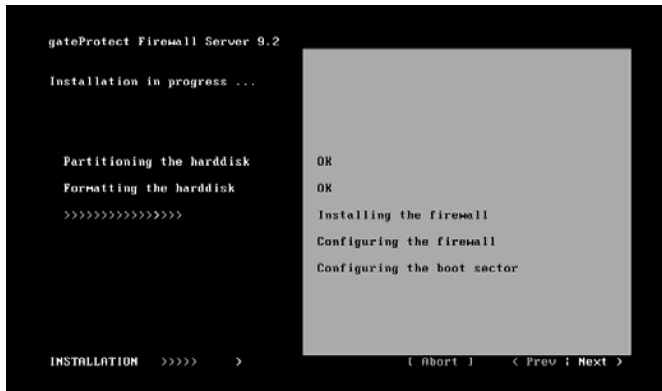 gateProtect Firewall Server 9.2
Installation in progress ...
Partitioning the harddisk OK
Formatting the harddisk OK
>>>>>>>>>>>>>>>> Installing the firewall
Configuring the firewall
Configuring the boot sector
INSTALLATION >>>>> > [ Abort ] < Prev ¦ Next >